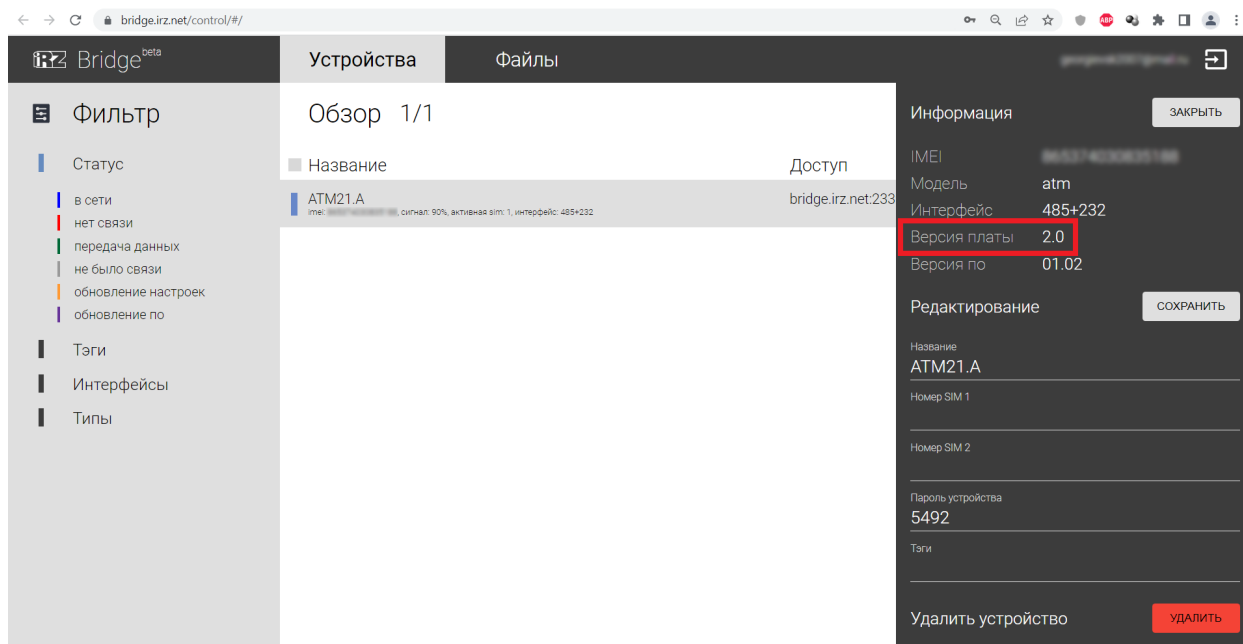 bridge.irz.net/control/#/
ABP
iRZ Bridge beta
Устройства
Файлы
Фильтр
Статус
в сети
нет связи
передача данных
не было связи
обновление настроек
обновление по
Тэги
Интерфейсы
Типы
Обзор 1/1
Название Доступ
ATM21.A bridge.irz.net:233
imei: , сигнал: 90%, активная sim: 1, интерфейс: 485+232
Информация ЗАКРЫТЬ
IMEI
Модель atm
Интерфейс 485+232
Версия платы 2.0
Версия по 01.02
Редактирование СОХРАНИТЬ
Название
ATM21.A
Номер SIM 1
Номер SIM 2
Пароль устройства
5492
Тэги
Удалить устройство УДАЛИТЬ